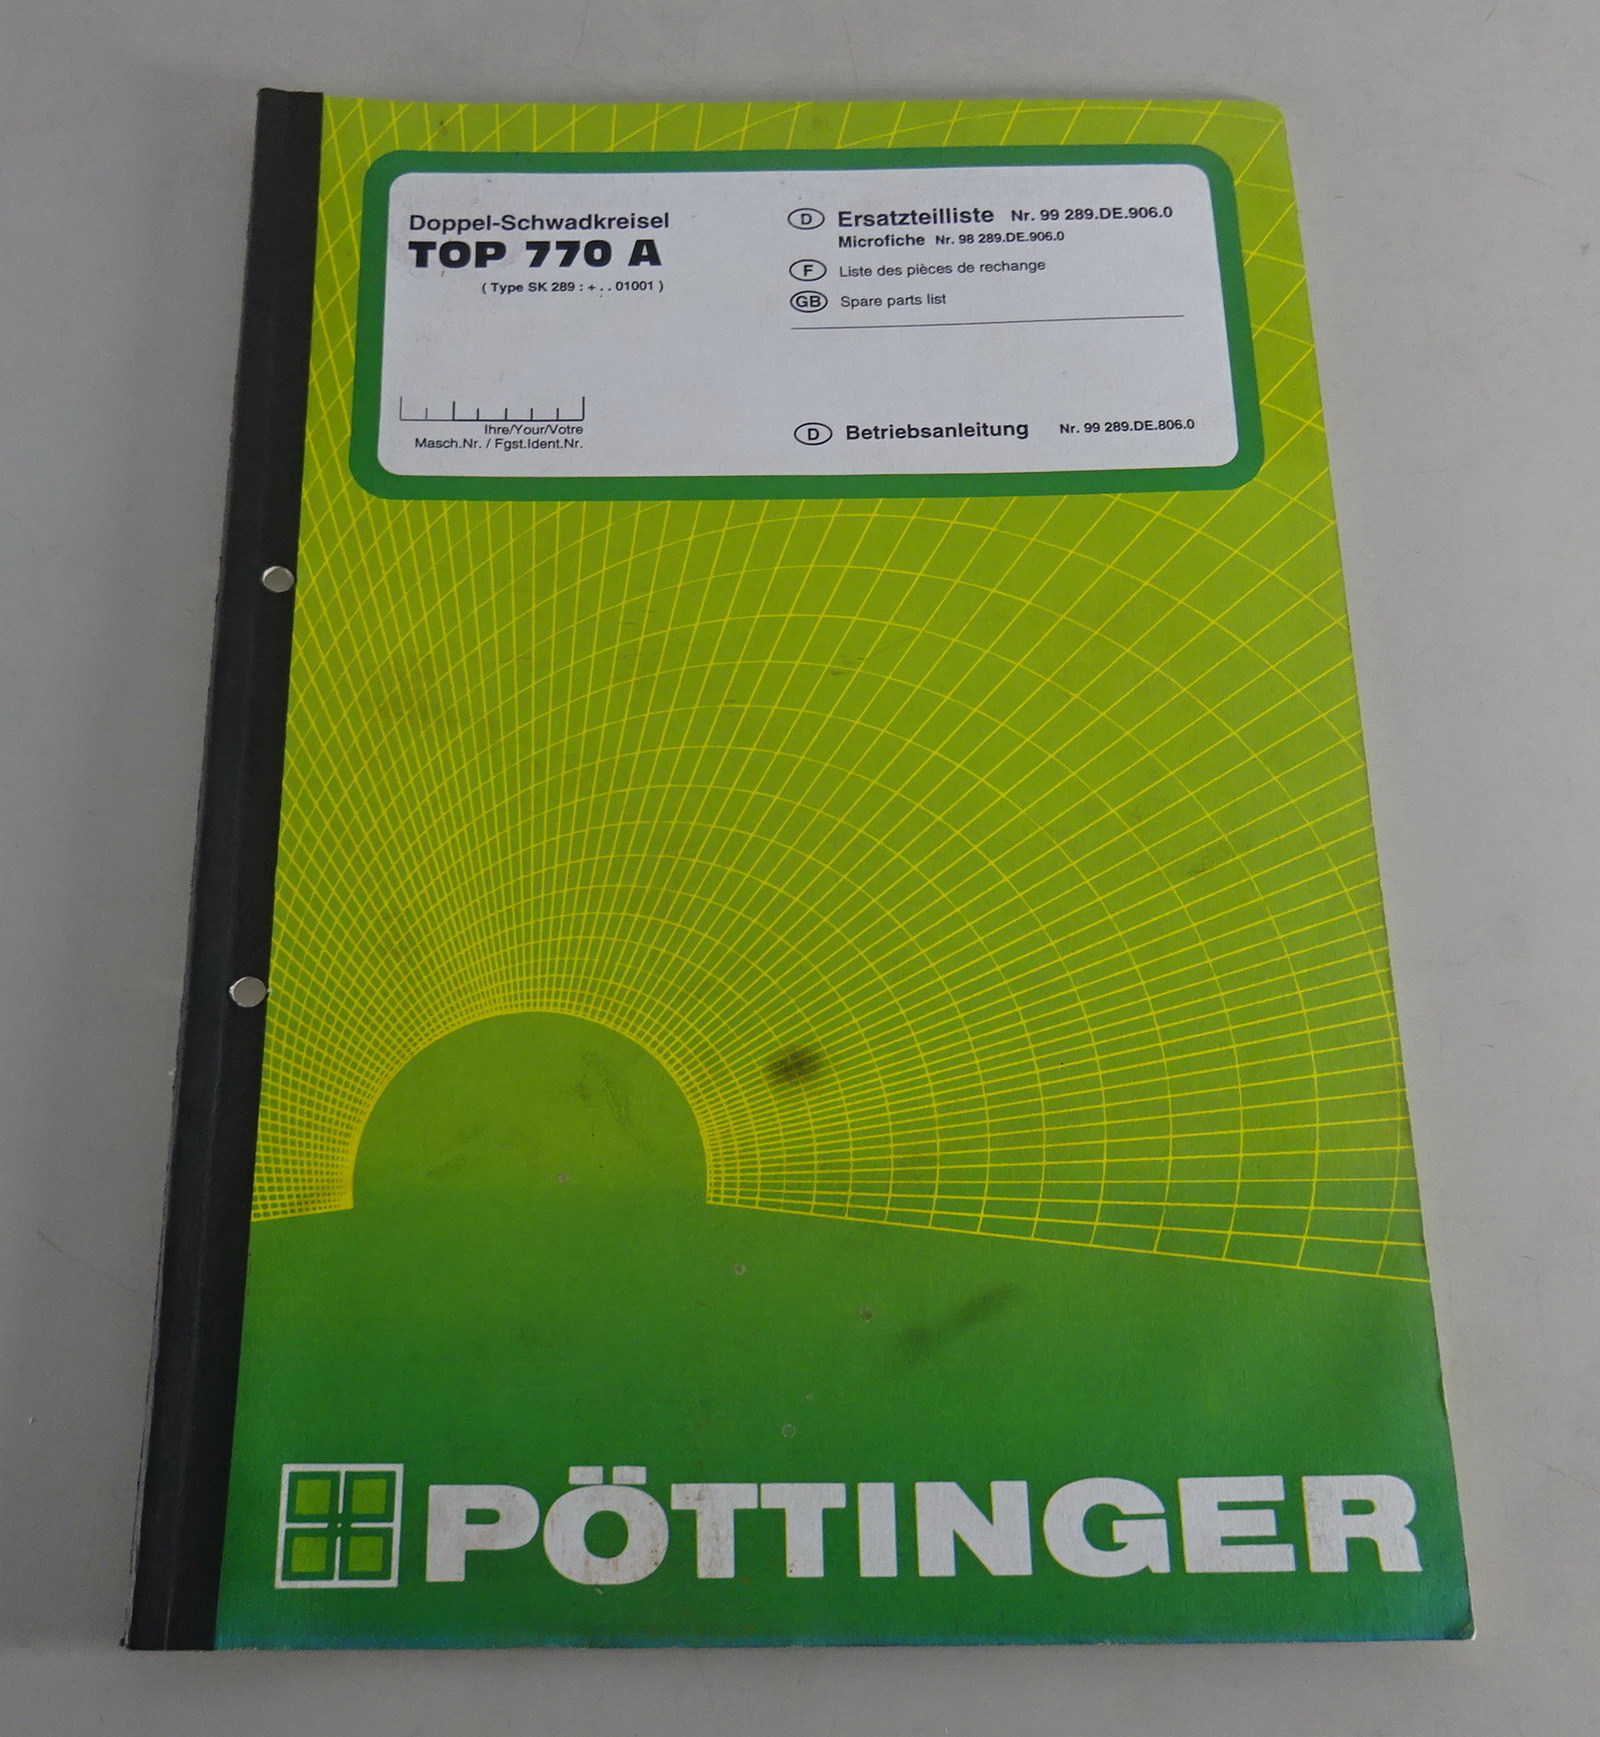 Doppel-Schwadkreisel
TOP 770 A
( Type SK 289 : + . . 01001 )
Ihre/Your/Votre
Masch.Nr. / Fgst.Ident.Nr.
D Ersatzteilliste Nr. 99 289.DE.906.0
Microfiche Nr. 98 289.DE.906.0
F Liste des pièces de rechange
GB Spare parts list
D Betriebsanleitung Nr. 99 289.DE.806.0
PÖTTINGER